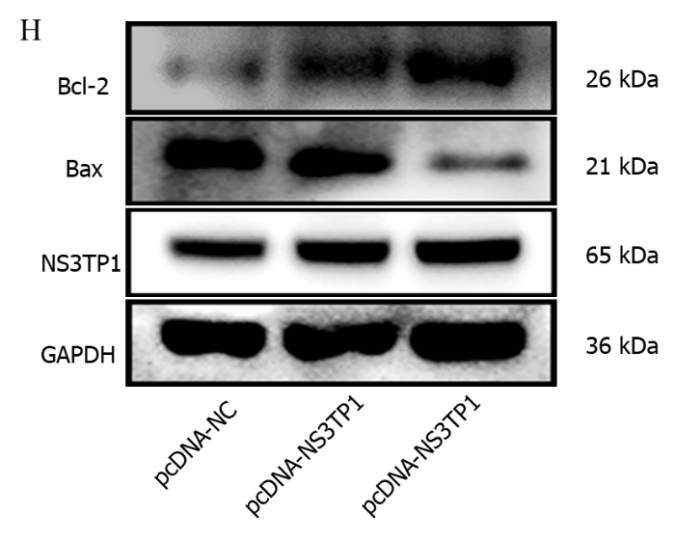 H
Bcl-2 26 kDa
Bax 21 kDa
NS3TP1 65 kDa
GAPDH 36 kDa
pcDNA-NC
pcDNA-NS3TP1
pcDNA-NS3TP1